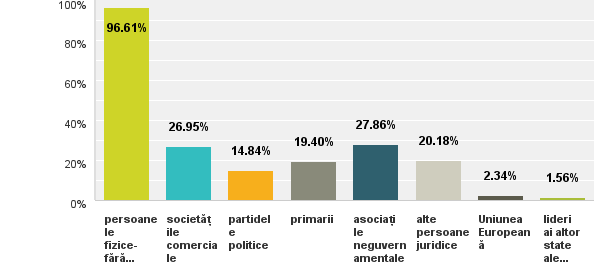 100%
80%
60%
40%
20%
0%
96.61%
26.95%
14.84%
19.40%
27.86%
20.18%
2.34%
1.56%
persoane
le
fizice-
fără...
societăț
ile
comercia
le
partidel
e
politice
primarii
asociați
le
neguvern
amentale
alte
persoane
juridice
Uniunea
European
ă
lideri
ai altor
state
ale...